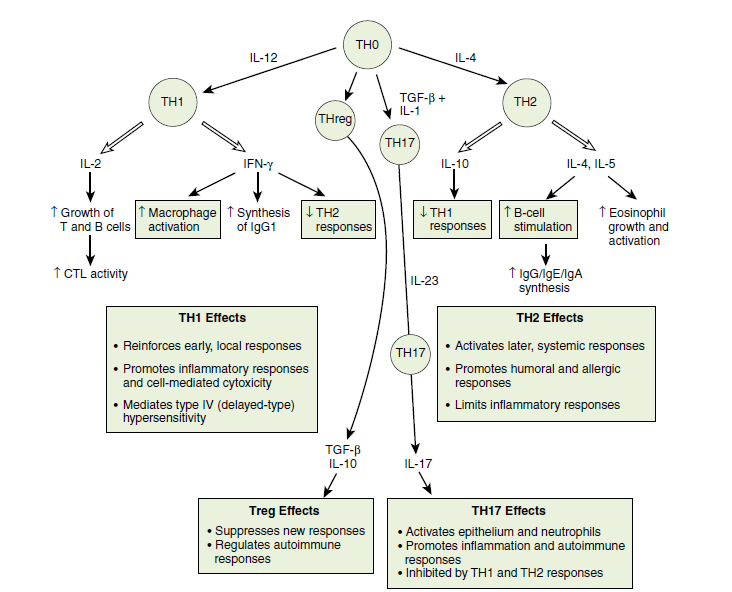 TH0
IL-12
IL-4
TH1
THreg
TGF-β +
IL-1
TH17
TH2
IL-2
IFN-γ
IL-10
IL-4, IL-5
↑ Growth of
T and B cells
↑ Macrophage
activation
↑ Synthesis
of IgG1
↓ TH2
responses
↓ TH1
responses
↑ B-cell
stimulation
↑ Eosinophil
growth and
activation
↑ CTL activity
↑ IgG/IgE/IgA
synthesis
IL-23
TH1 Effects
• Reinforces early, local responses
• Promotes inflammatory responses
and cell-mediated cytoxicity
• Mediates type IV (delayed-type)
hypersensitivity
TH17
TH2 Effects
• Activates later, systemic responses
• Promotes humoral and allergic
responses
• Limits inflammatory responses
TGF-β
IL-10
IL-17
Treg Effects
• Suppresses new responses
• Regulates autoimmune
responses
TH17 Effects
• Activates epithelium and neutrophils
• Promotes inflammation and autoimmune
responses
• Inhibited by TH1 and TH2 responses